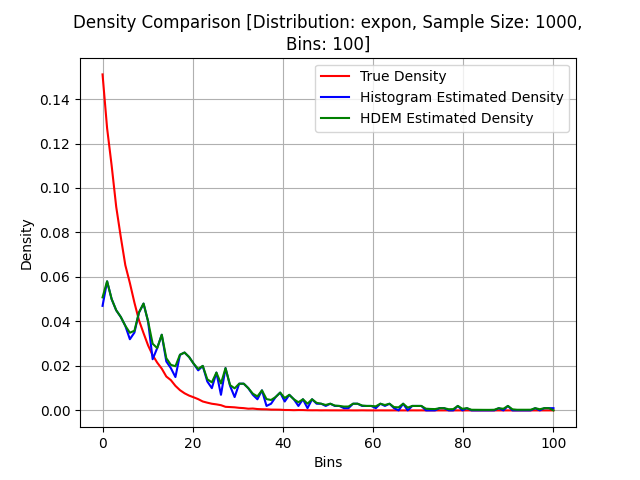 Density Comparison [Distribution: expon, Sample Size: 1000,
Bins: 100]
True Density
Histogram Estimated Density
HDEM Estimated Density
Density
0.14
0.12
0.10
0.08
0.06
0.04
0.02
0.00
0
20
40
60
80
100
Bins